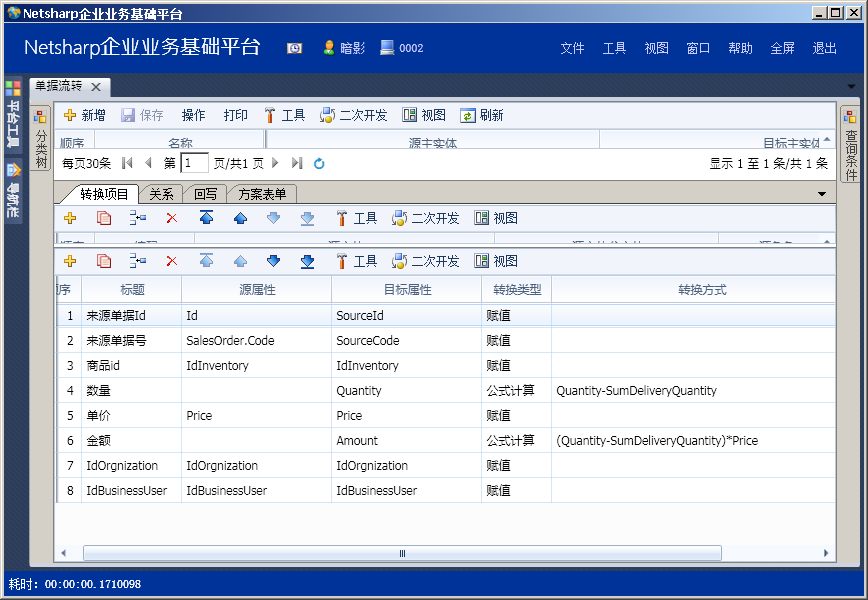 Netsharp企业业务基础平台
Netsharp企业业务基础平台 暗影 0002 文件 工具 视图 窗口 帮助 全屏 退出
平台工具
导航栏
单据流转
分类树
查询条件
新增 保存 操作 打印 工具 二次开发 视图 刷新
顺序 名称 源主实体 目标主实体
每页30条 第 1 页/共1 页 显示 1 至 1 条/共 1 条
转换项目 关系 回写 方案表单
工具 二次开发 视图
工具 二次开发 视图
序 标题 源属性 目标属性 转换类型 转换方式
1 来源单据Id Id SourceId 赋值
2 来源单据号 SalesOrder.Code SourceCode 赋值
3 商品id IdInventory IdInventory 赋值
4 数量 Quantity 公式计算 Quantity-SumDeliveryQuantity
5 单价 Price Price 赋值
6 金额 Amount 公式计算 (Quantity-SumDeliveryQuantity)*Price
7 IdOrgnization IdOrgnization IdOrgnization 赋值
8 IdBusinessUser IdBusinessUser IdBusinessUser 赋值
耗时：00:00:00.1710098